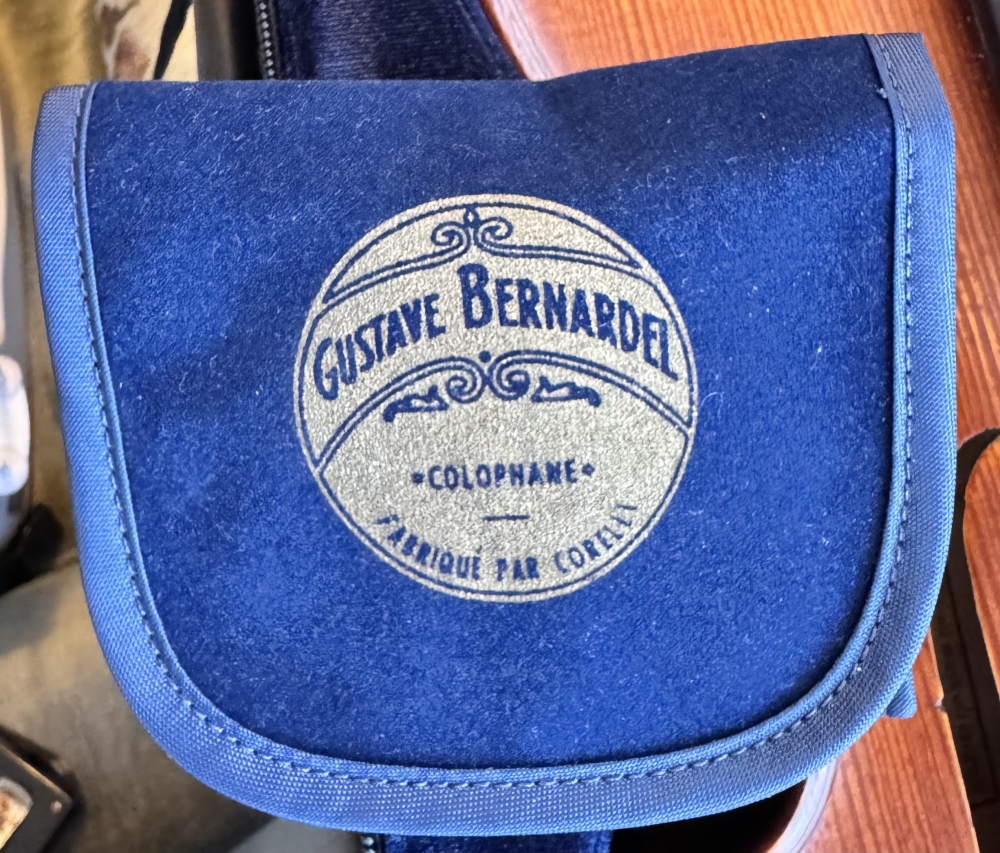 GUSTAVE BERNARDEL
*COLOPHANE*
FABRIQUÉ PAR CORELLI